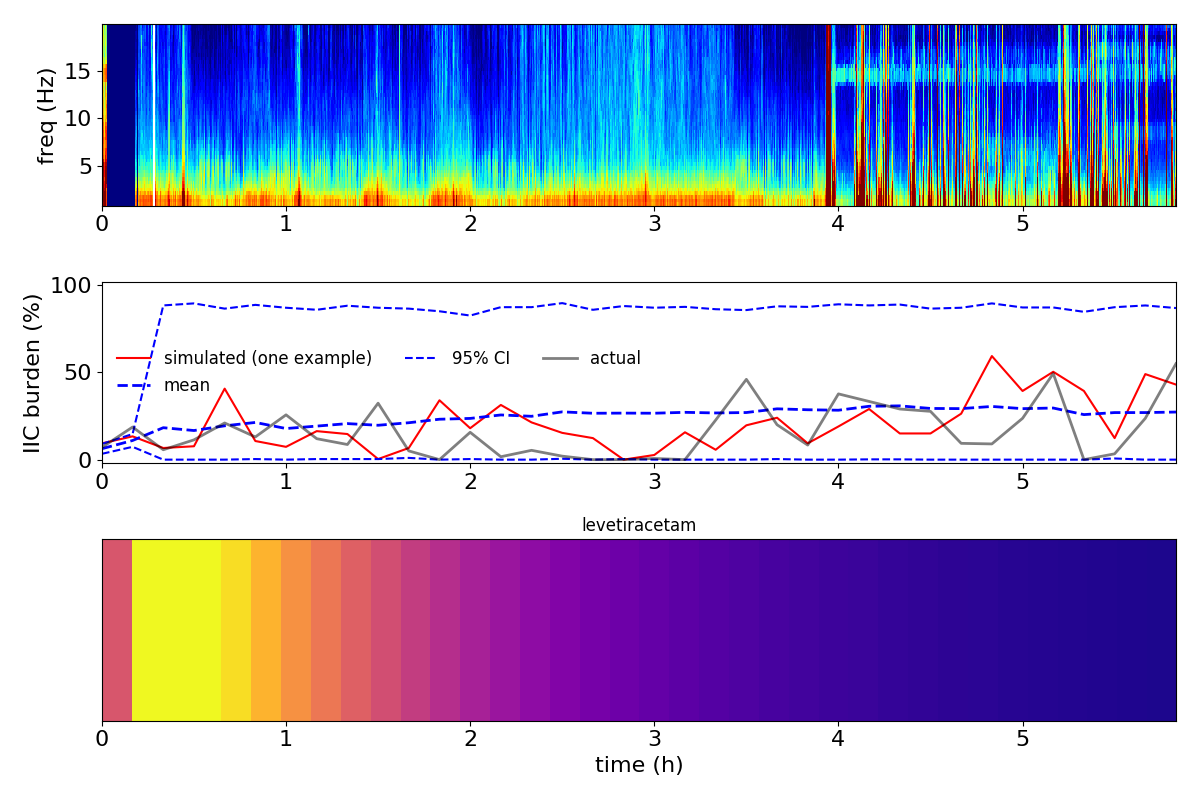 freq (Hz)
15
10
5
0 1 2 3 4 5
IIC burden (%)
100
50
0
simulated (one example) 95% CI actual
mean
0 1 2 3 4 5
levetiracetam
0 1 2 3 4 5
time (h)